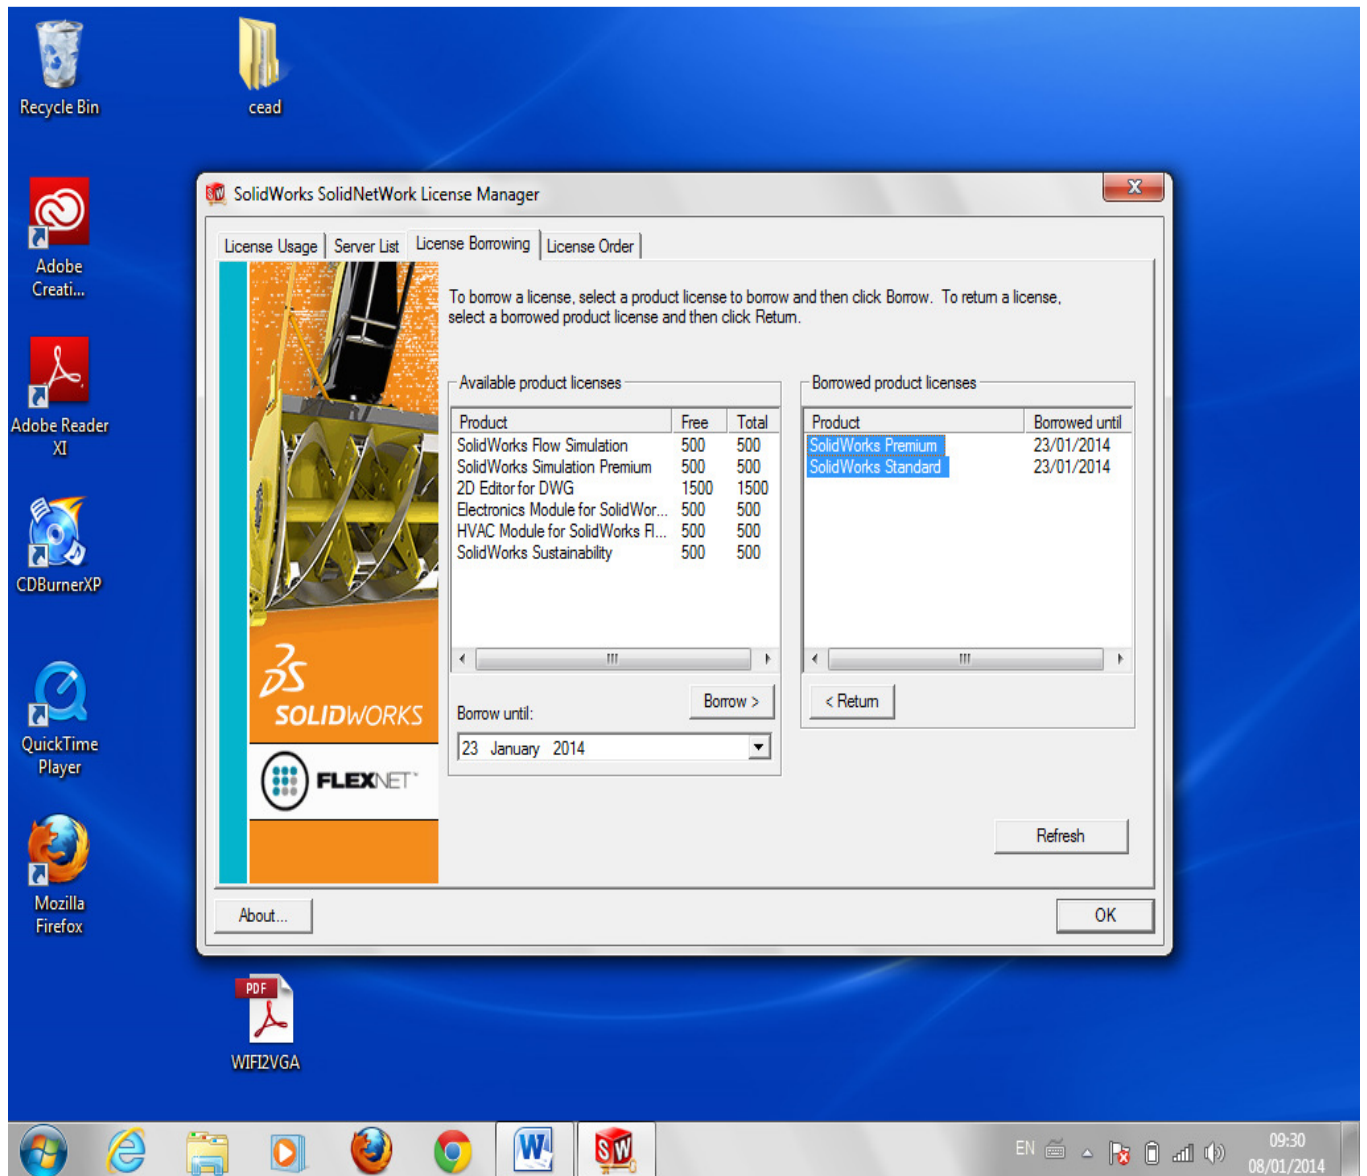 Recycle Bin
cead
Adobe
Creati...
Adobe Reader
XI
CDBurnerXP
QuickTime
Player
Mozilla
Firefox
SolidWorks SolidNetWork License Manager
License Usage Server List License Borrowing License Order
To borrow a license, select a product license to borrow and then click Borrow. To return a license,
select a borrowed product license and then click Return.
Available product licenses
Product Free Total
SolidWorks Flow Simulation 500 500
SolidWorks Simulation Premium 500 500
2D Editor for DWG 1500 1500
Electronics Module for SolidWor... 500 500
HVAC Module for SolidWorks Fl... 500 500
SolidWorks Sustainability 500 500
Borrow >
Borrow until:
23 January 2014
Borrowed product licenses
Product Borrowed until
SolidWorks Premium 23/01/2014
SolidWorks Standard 23/01/2014
< Return
SOLIDWORKS
FLEXNET
Refresh
About...
OK
PDF
WIFI2VGA
W
SW
EN
09:30
08/01/2014